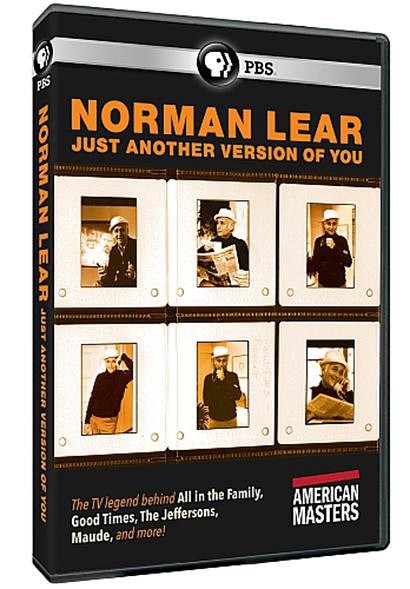 PBS.
PBS
NORMAN LEAR
JUST ANOTHER VERSION OF YOU
NORMAN LEAR JUST ANOTHER VERSION OF YOU
The TV legend behind All in the Family,
Good Times, The Jeffersons,
Maude, and more!
AMERICAN
MASTERS